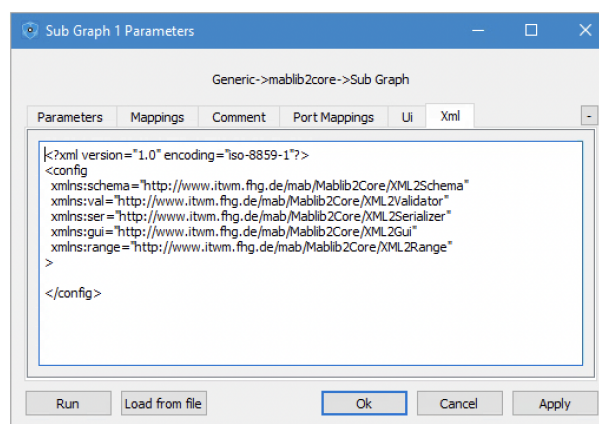 Sub Graph 1 Parameters
Generic->mablib2core->Sub Graph
Parameters Mappings Comment Port Mappings Ui Xml -
<?xml version="1.0" encoding="iso-8859-1"?>
<config
xmlns:schema="http://www.itwm.fhg.de/mab/Mablib2Core/XML2Schema"
xmlns:val="http://www.itwm.fhg.de/mab/Mablib2Core/XML2Validator"
xmlns:ser="http://www.itwm.fhg.de/mab/Mablib2Core/XML2Serializer"
xmlns:gui="http://www.itwm.fhg.de/mab/Mablib2Core/XML2Gui"
xmlns:range="http://www.itwm.fhg.de/mab/Mablib2Core/XML2Range"
>
</config>
Run Load from file Ok Cancel Apply